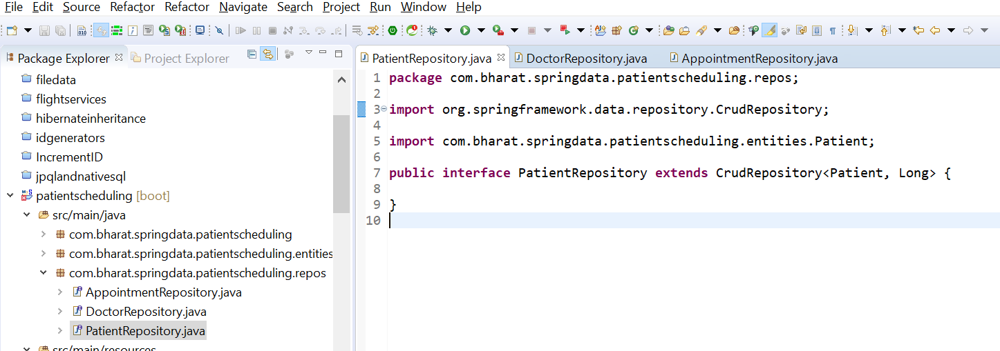 File Edit Source Refactor Refactor Navigate Search Project Run Window Help
Package Explorer Project Explorer
filedata
flightservices
hibernateinheritance
idgenerators
IncrementID
jpqlandnativesql
patientscheduling [boot]
src/main/java
com.bharat.springdata.patientscheduling
com.bharat.springdata.patientscheduling.entities
com.bharat.springdata.patientscheduling.repos
AppointmentRepository.java
DoctorRepository.java
PatientRepository.java
src/main/resources
PatientRepository.java DoctorRepository.java AppointmentRepository.java
1 package com.bharat.springdata.patientscheduling.repos;
2
3 import org.springframework.data.repository.CrudRepository;
4
5 import com.bharat.springdata.patientscheduling.entities.Patient;
6
7 public interface PatientRepository extends CrudRepository<Patient, Long> {
8
9 }
10